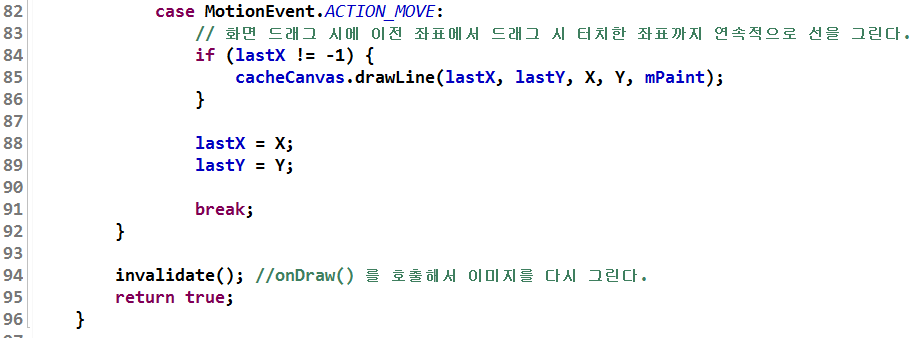 82 case MotionEvent.ACTION_MOVE:
83 // 화면 드래그 시에 이전 좌표에서 드래그 시 터치한 좌표까지 연속적으로 선을 그린다.
84 if (lastX != -1) {
85 cacheCanvas.drawLine(lastX, lastY, X, Y, mPaint);
86 }
87
88 lastX = X;
89 lastY = Y;
90
91 break;
92 }
93
94 invalidate(); //onDraw() 를 호출해서 이미지를 다시 그린다.
95 return true;
96 }